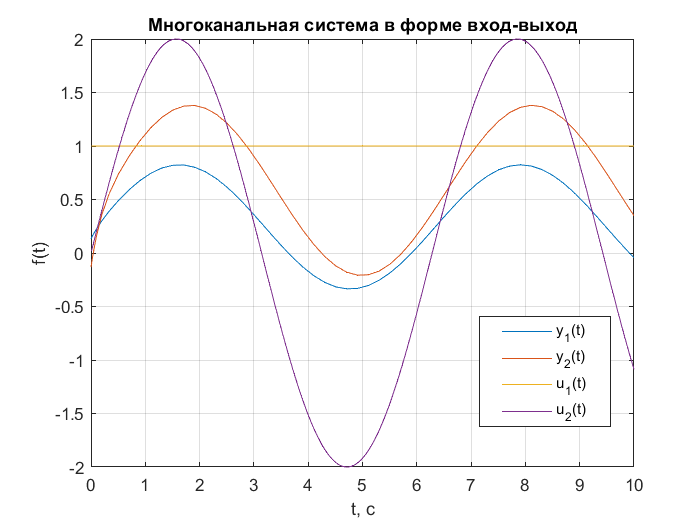 Многоканальная система в форме вход-выход
f(t)
2
1.5
1
0.5
0
-0.5
-1
-1.5
-2
y1(t)
y2(t)
u1(t)
u2(t)
0 1 2 3 4 5 6 7 8 9 10
t, с